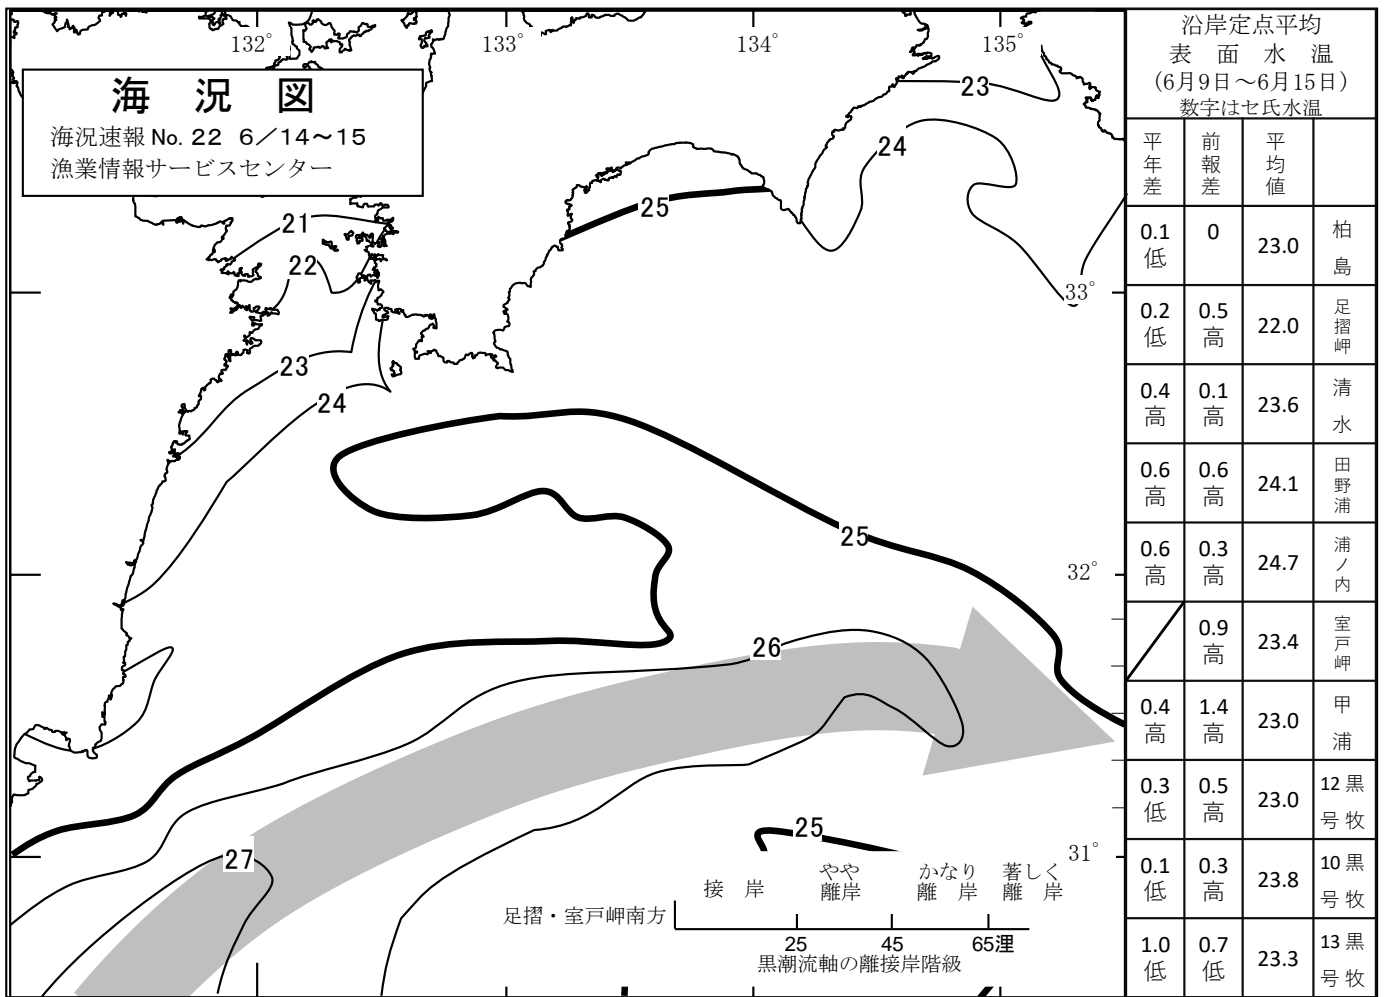 132°
133°
134°
135°
海 況 図
海況速報 No. 22 6／14～15
漁業情報サービスセンター
23
24
25
21
22
33°
23
24
25
32°
26
27
25
31°
接 岸
やや
離岸
かなり
離 岸
著しく
離 岸
足摺・室戸岬南方
25
45
65浬
黒潮流軸の離接岸階級
沿岸定点平均
表 面 水 温
(6月9日～6月15日)
数字はセ氏水温
平年差 前報差 平均値
0.1低 0 23.0 柏島
0.2低 0.5高 22.0 足摺岬
0.4高 0.1高 23.6 清水
0.6高 0.6高 24.1 田野浦
0.6高 0.3高 24.7 浦ノ内
0.9高 23.4 室戸岬
0.4高 1.4高 23.0 甲浦
0.3低 0.5高 23.0 黒牧12号
0.1低 0.3高 23.8 黒牧10号
1.0低 0.7低 23.3 黒牧13号